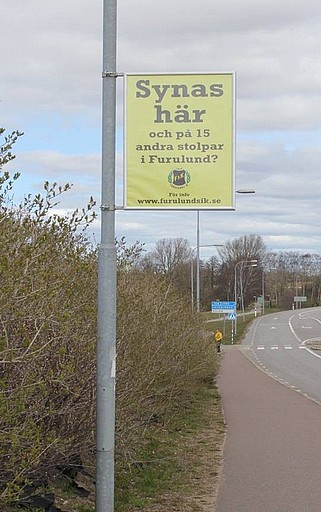 Synas
här
och på 15
andra stolpar
i Furulund?
För info
www.furulundsik.se